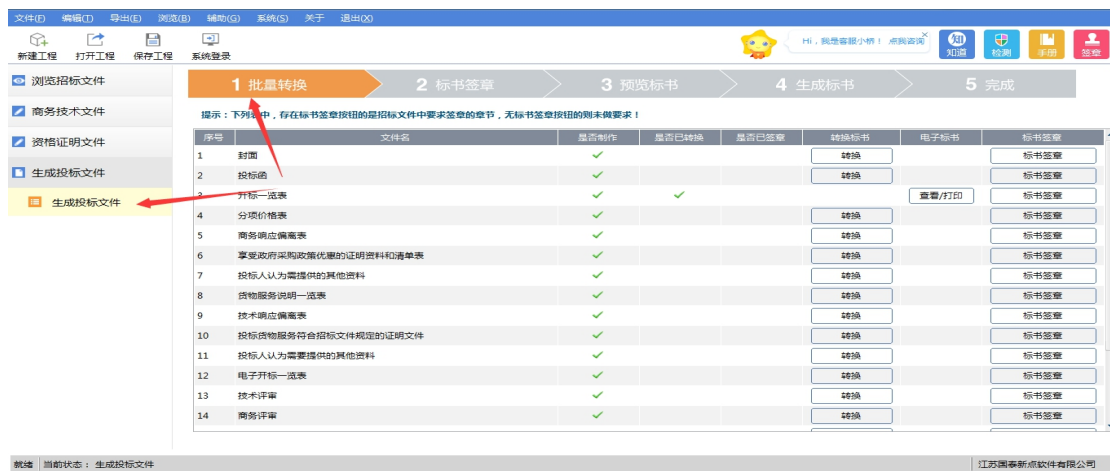 文件(F) 编辑(T) 导出(E) 浏览(B) 辅助(G) 系统(S) 关于 退出(X)
新建工程 打开工程 保存工程 系统登录
Hi，我是客服小桥！ 点我咨询
知 知道 检测 手册 签章
浏览招标文件
商务技术文件
资格证明文件
生成投标文件
生成投标文件
1 批量转换 2 标书签章 3 预览标书 4 生成标书 5 完成
提示：下列表中，存在标书签章按钮的是招标文件中要求签章的章节，无标书签章按钮的则未做要求！
序号 文件名 是否制作 是否已转换 是否已签章 转换标书 电子标书 标书签章
1 封面 转换 标书签章
2 投标函 转换 标书签章
3 开标一览表 查看/打印 标书签章
4 分项价格表 转换 标书签章
5 商务响应偏离表 转换 标书签章
6 享受政府采购政策优惠的证明资料和清单表 转换 标书签章
7 投标人认为需提供的其他资料 转换 标书签章
8 货物服务说明一览表 转换 标书签章
9 技术响应偏离表 转换 标书签章
10 投标货物服务符合招标文件规定的证明文件 转换 标书签章
11 投标人认为需要提供的其他资料 转换 标书签章
12 电子开标一览表 转换 标书签章
13 技术评审 转换 标书签章
14 商务评审 转换 标书签章
就绪 当前状态：生成投标文件 江苏国泰新点软件有限公司